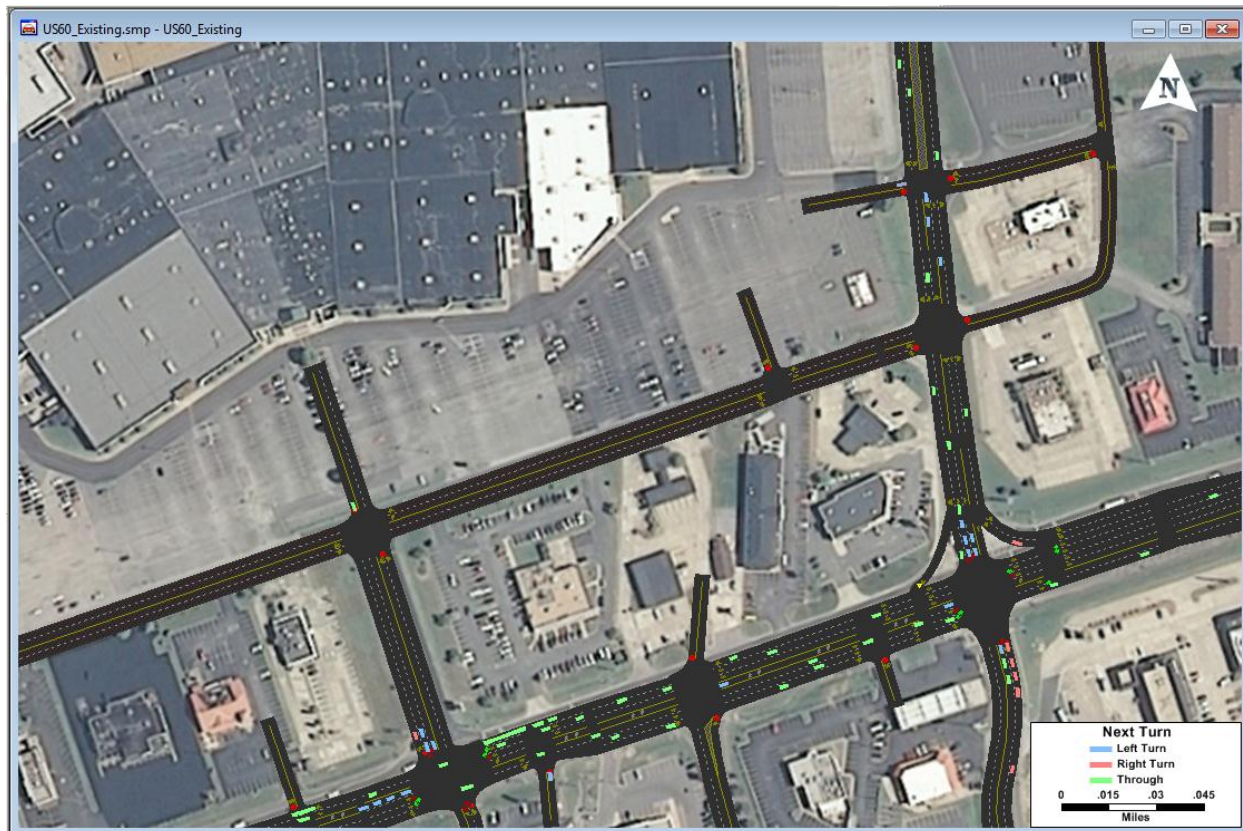 US60_Existing.smp - US60_Existing
N
Next Turn
Left Turn
Right Turn
Through
0 .015 .03 .045
Miles